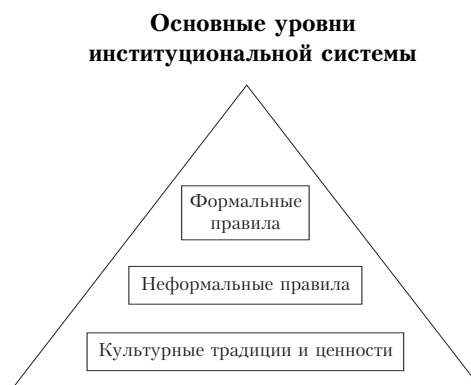 Основные уровни
институциональной системы
Формальные
правила
Неформальные правила
Культурные традиции и ценности